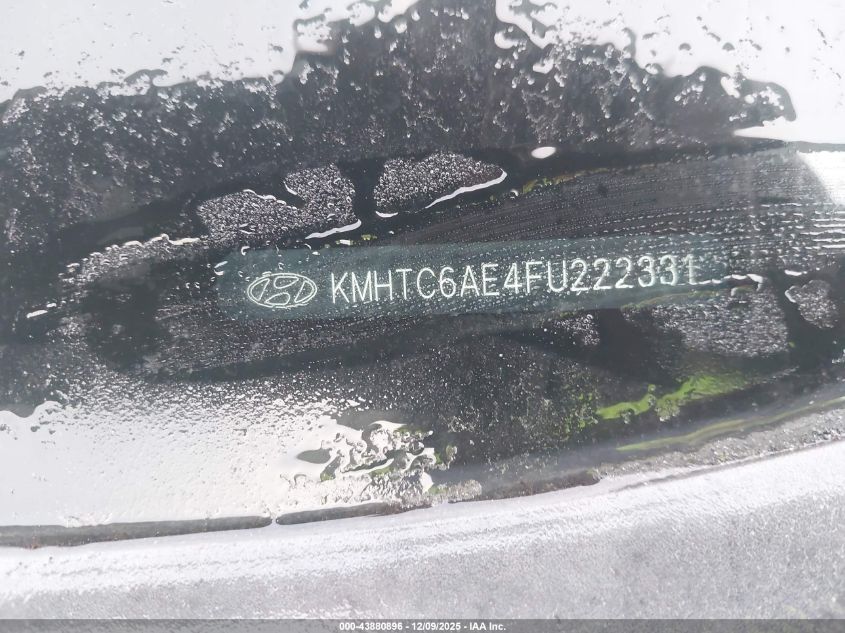 KMHTC6AE4FU222331
000-43880896 - 12/09/2025 - IAA Inc.